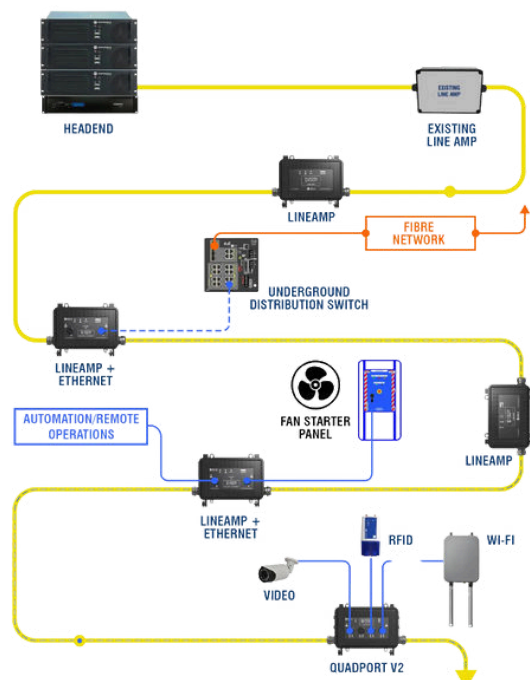 EXISTING
LINE AMP
HEADEND
EXISTING
LINE AMP
LINEAMP
FIBRE
NETWORK
UNDERGROUND
DISTRIBUTION SWITCH
LINEAMP +
ETHERNET
FAN STARTER
PANEL
AUTOMATION/REMOTE
OPERATIONS
LINEAMP
LINEAMP +
ETHERNET
RFID
WI-FI
VIDEO
QUADPORT V2